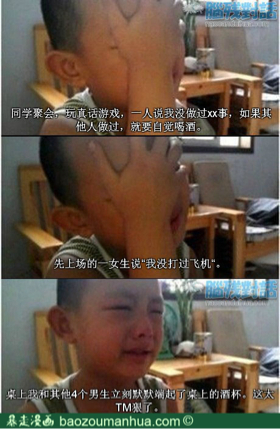 同学聚会，玩真话游戏，一人说我没做过xx事，如果其
他人做过，就要自觉喝酒。
先上场的一女生说"我没打过飞机"。
桌上我和其他4个男生立刻默默端起了桌上的酒杯。这太
TM狠了。
暴走漫画 baozoumanhua.com ©